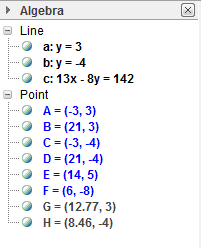 Algebra
Line
a: y = 3
b: y = -4
c: 13x - 8y = 142
Point
A = (-3, 3)
B = (21, 3)
C = (-3, -4)
D = (21, -4)
E = (14, 5)
F = (6, -8)
G = (12.77, 3)
H = (8.46, -4)